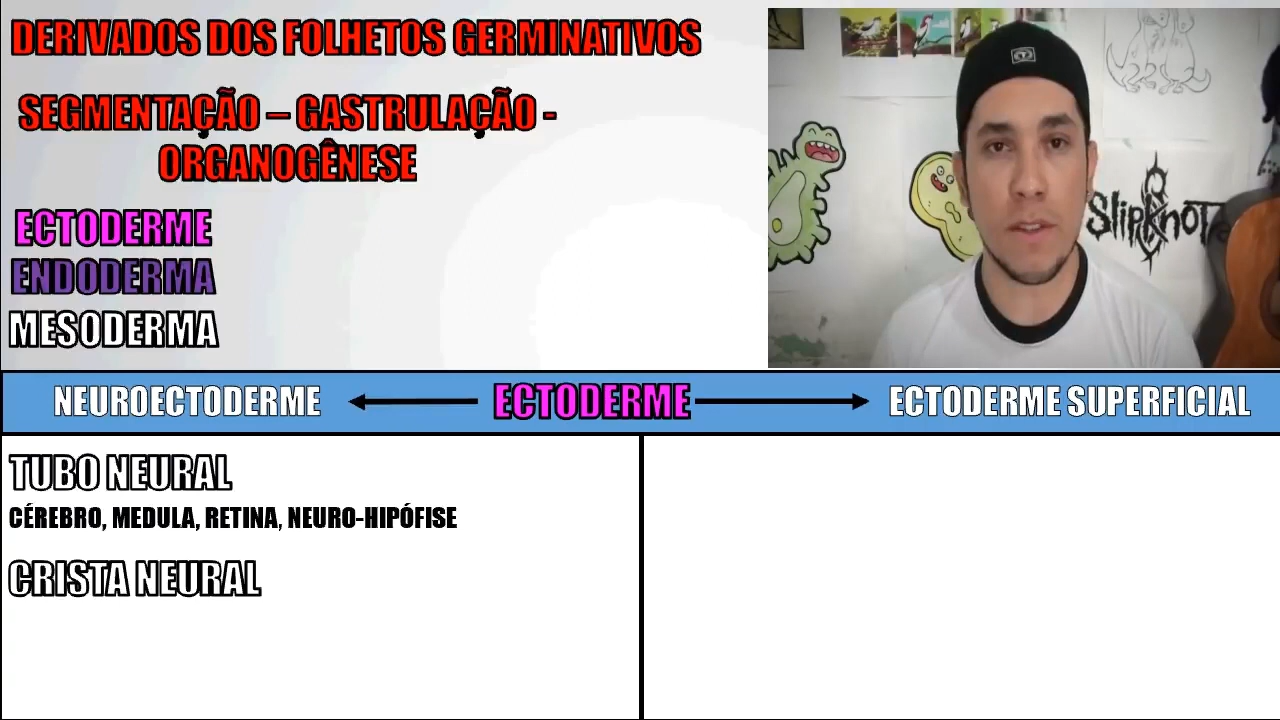 DERIVADOS DOS FOLHETOS GERMINATIVOS
SEGMENTAÇÃO – GASTRULAÇÃO -
ORGANOGÊNESE
ECTODERME
ENDODERMA
MESODERMA
SLIPKNOT
NEUROECTODERME ECTODERME ECTODERME SUPERFICIAL
TUBO NEURAL
CÉREBRO, MEDULA, RETINA, NEURO-HIPÓFISE
CRISTA NEURAL